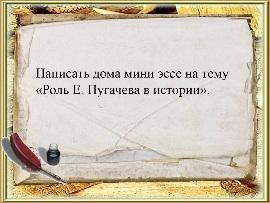 Написать дома мини эссе на тему
«Роль Е. Пугачева в истории».